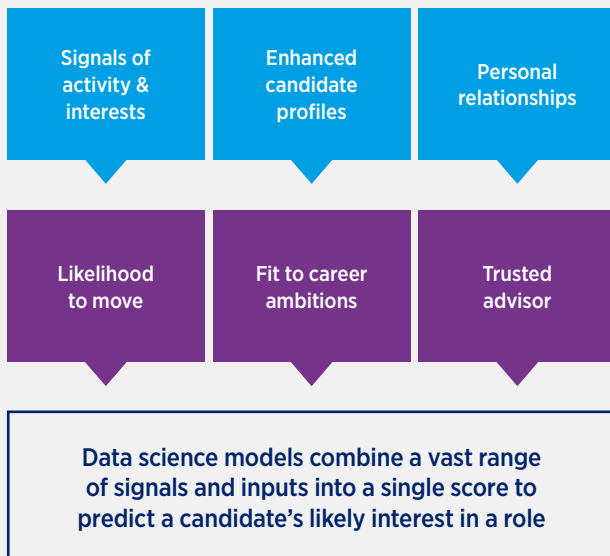 Signals of
activity &
interests
Enhanced
candidate
profiles
Personal
relationships
Likelihood
to move
Fit to career
ambitions
Trusted
advisor
Data science models combine a vast range
of signals and inputs into a single score to
predict a candidate’s likely interest in a role